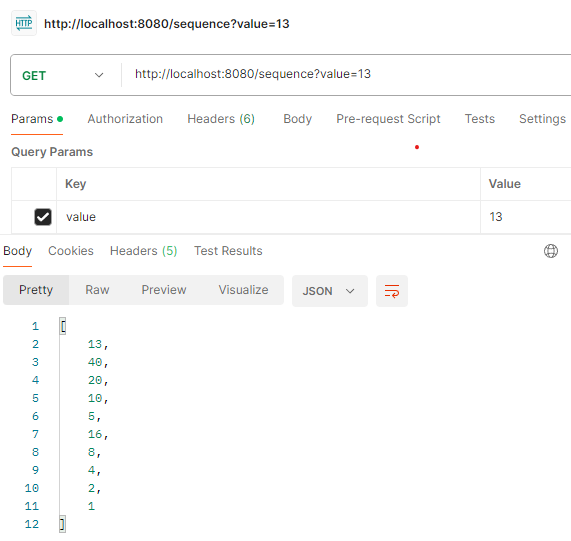 HTTP http://localhost:8080/sequence?value=13
GET http://localhost:8080/sequence?value=13
Params Authorization Headers (6) Body Pre-request Script Tests Settings
Query Params
Key Value
value 13
Body Cookies Headers (5) Test Results
Pretty Raw Preview Visualize JSON
1 [
2 13,
3 40,
4 20,
5 10,
6 5,
7 16,
8 8,
9 4,
10 2,
11 1
12 ]